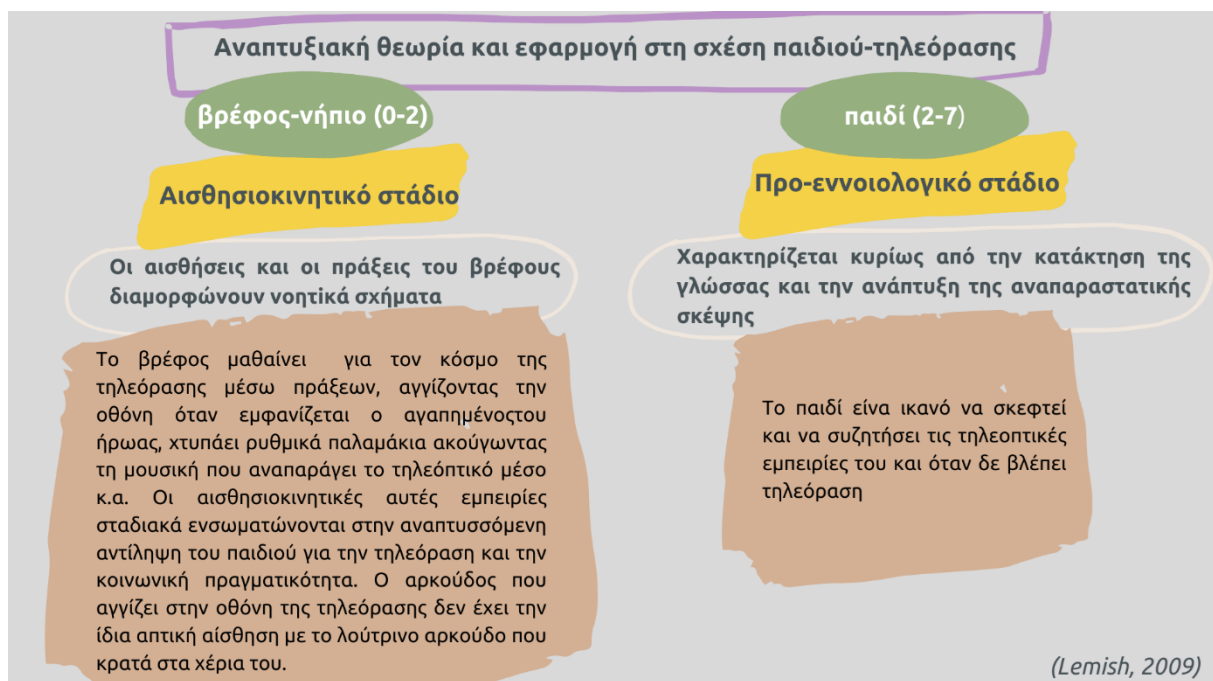 Αναπτυξιακή θεωρία και εφαρμογή στη σχέση παιδιού-τηλεόρασης
βρέφος-νήπιο (0-2)
Αισθησιοκινητικό στάδιο
Οι αισθήσεις και οι πράξεις του βρέφους
διαμορφώνουν νοητiκά σχήματα
Το βρέφος μαθαίνει για τον κόσμο της
τηλεόρασης μέσω πράξεων, αγγίζοντας την
οθόνη όταν εμφανίζεται ο αγαπημένοςτου
ήρωας, χτυπάει ρυθμικά παλαμάκια ακούγωντας
τη μουσική που αναπαράγει το τηλεόπτικό μέσο
κ.α. Οι αισθησιοκινητικές αυτές εμπειρίες
σταδιακά ενσωματώνονται στην αναπτυσσόμενη
αντίληψη του παιδιού για την τηλεόραση και την
κοινωνική πραγματικότητα. Ο αρκούδος που
αγγίζει στην οθόνη της τηλεόρασης δεν έχει την
ίδια απτική αίσθηση με το λούτρινο αρκούδο που
κρατά στα χέρια του.
παιδί (2-7)
Προ-εννοιολογικό στάδιο
Χαρακτηρίζεται κυρίως από την κατάκτηση της
γλώσσας και την ανάπτυξη της αναπαραστατικής
σκέψης
Το παιδί είνα ικανό να σκεφτεί
και να συζητήσει τις τηλεοπτικές
εμπειρίες του και όταν δε βλέπει
τηλεόραση
(Lemish, 2009)